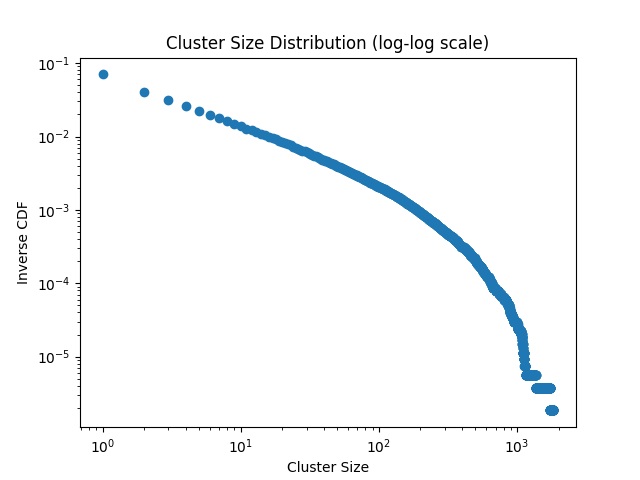 Cluster Size Distribution (log-log scale)
10⁻¹
10⁻²
10⁻³
10⁻⁴
10⁻⁵
Inverse CDF
10⁰ 10¹ 10² 10³
Cluster Size